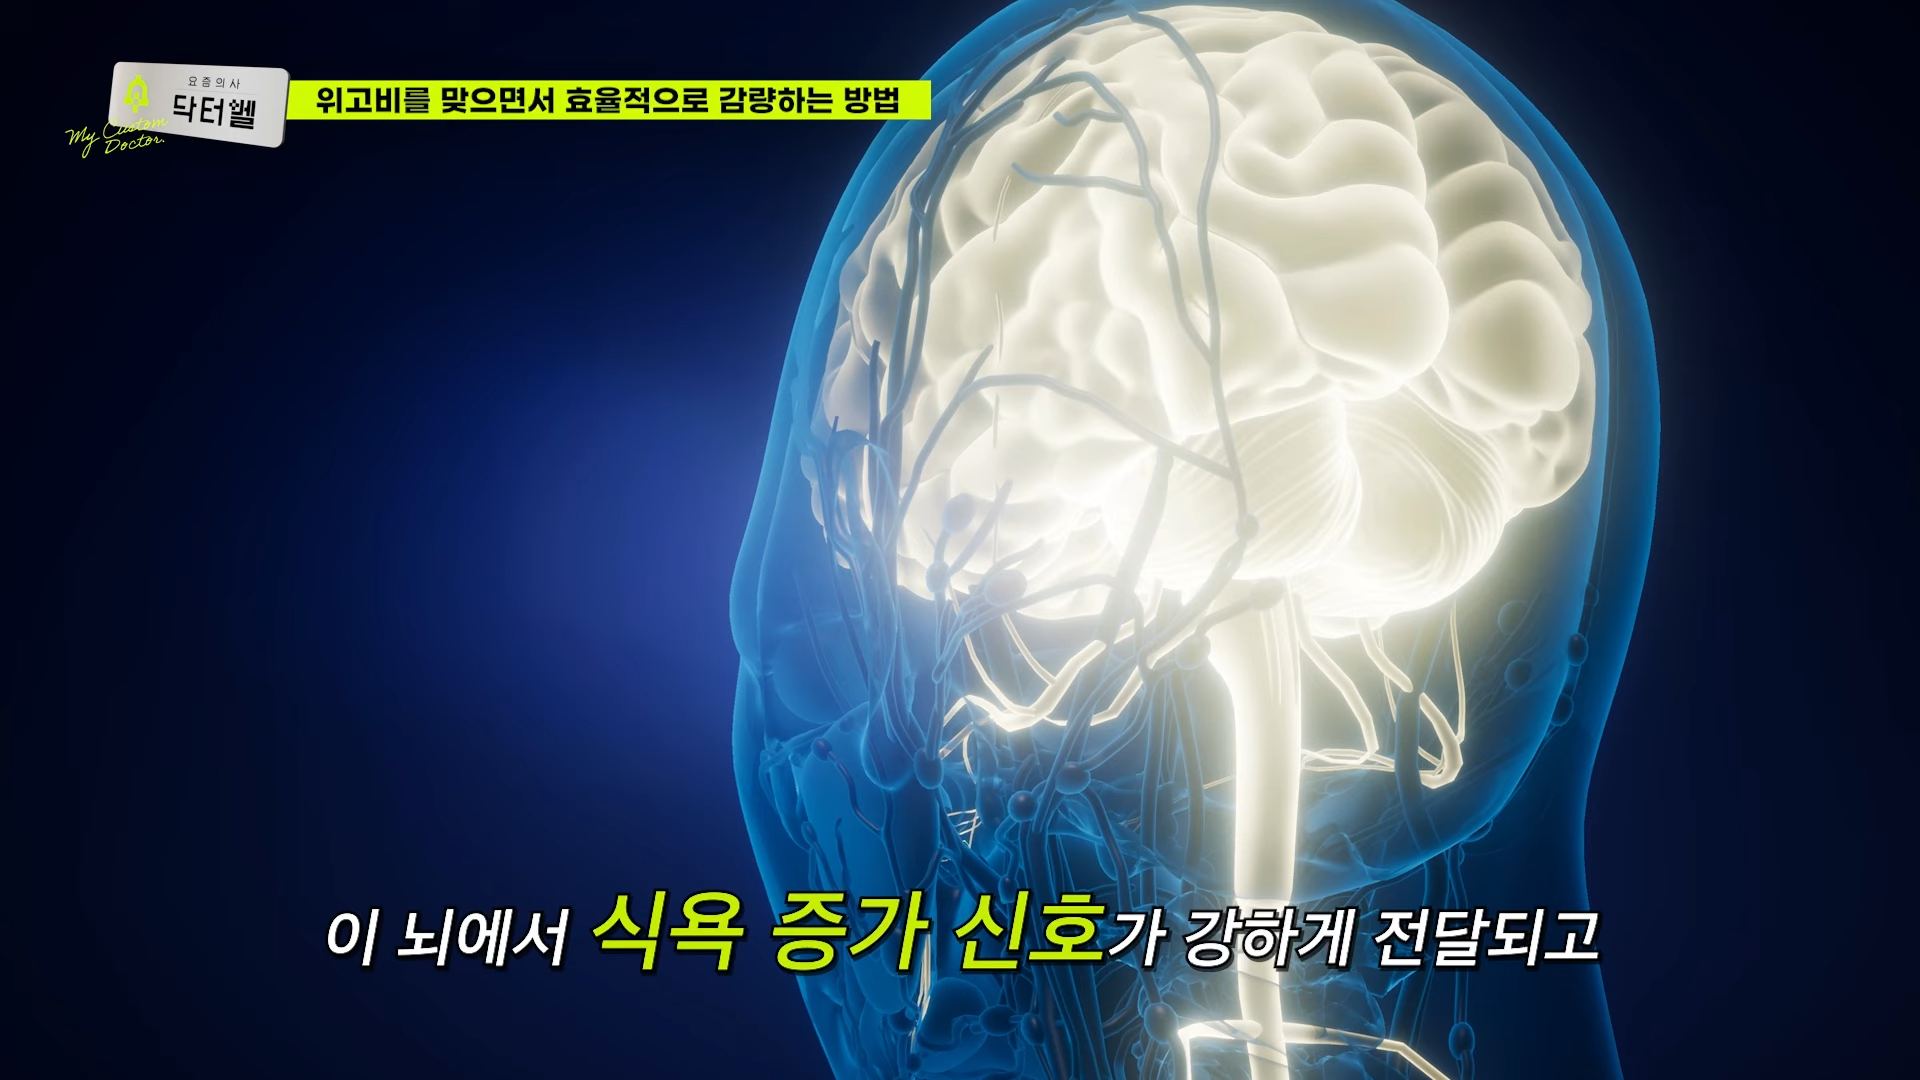 요즘의사
닥터벨
My Custom
Doctor.
위고비를 맞으면서 효율적으로 감량하는 방법
이 뇌에서 식욕 증가 신호가 강하게 전달되고